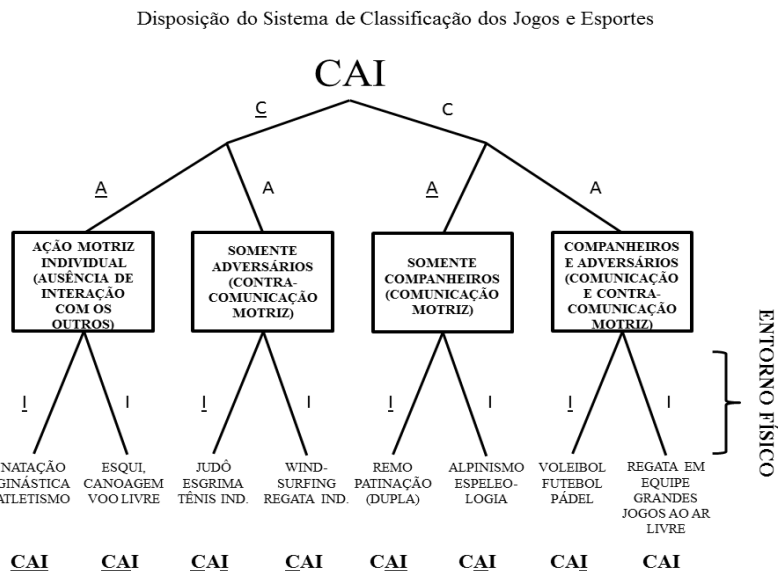 Disposição do Sistema de Classificação dos Jogos e Esportes
CAI
C
C
A
A
A
A
AÇÃO MOTRIZ
INDIVIDUAL
(AUSÊNCIA DE
INTERAÇÃO
COM OS
OUTROS)
SOMENTE
ADVERSÁRIOS
(CONTRA-
COMUNICAÇÃO
MOTRIZ)
SOMENTE
COMPANHEIROS
(COMUNICAÇÃO
MOTRIZ)
COMPANHEIROS
E ADVERSÁRIOS
(COMUNICAÇÃO
E CONTRA-
COMUNICAÇÃO
MOTRIZ)
ENTORNO FÍSICO
I
I
I
I
I
I
I
I
NATAÇÃO
GINÁSTICA
ATLETISMO
ESQUI,
CANOAGEM
VOO LIVRE
JUDÔ
ESGRIMA
TÊNIS IND.
WIND-
SURFING
REGATA IND.
REMO
PATINAÇÃO
(DUPLA)
ALPINISMO
ESPELEO-
LOGIA
VOLEIBOL
FUTEBOL
PÁDEL
REGATA EM
EQUIPE
GRANDES
JOGOS AO AR
LIVRE
CAI
CAI
CAI
CAI
CAI
CAI
CAI
CAI